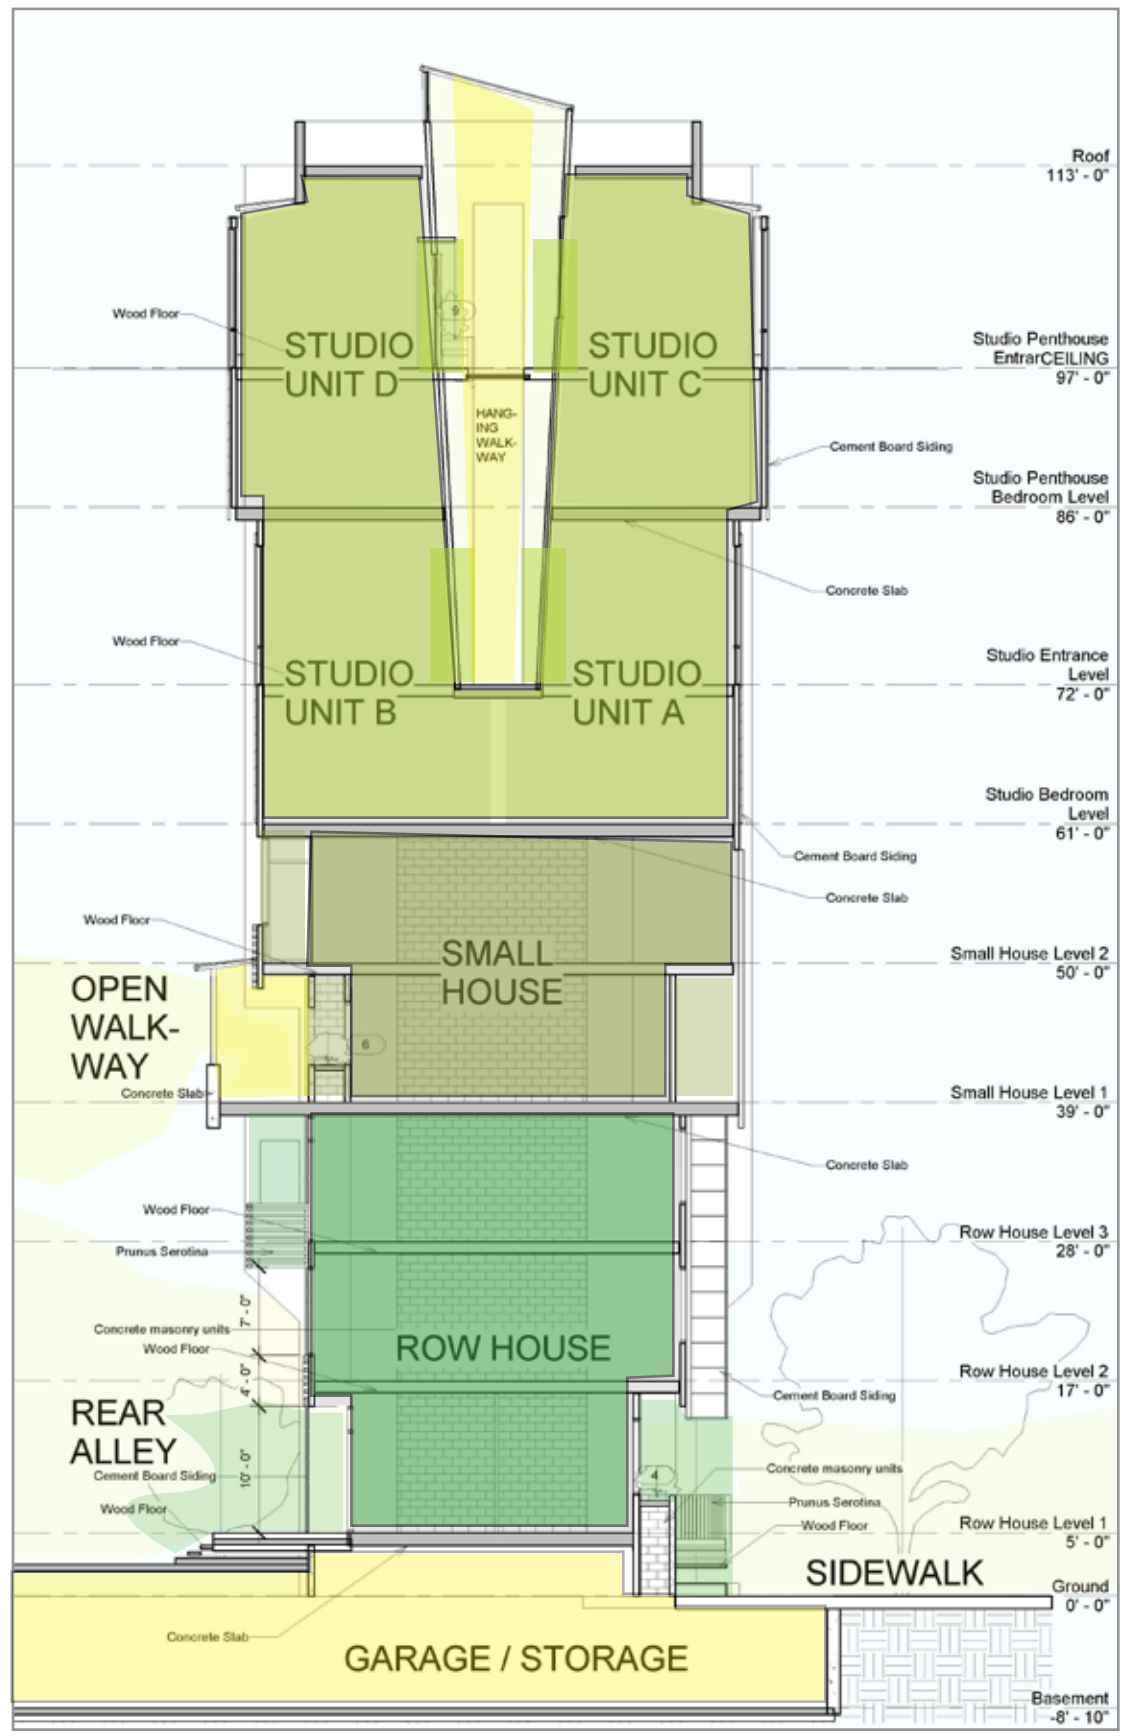 Roof
113' - 0"
Wood Floor
STUDIO
UNIT D
9
STUDIO
UNIT C
Studio Penthouse
EntrarCEILING
97' - 0"
HANG-
ING
WALK-
WAY
Cement Board Siding
Studio Penthouse
Bedroom Level
86' - 0"
Concrete Slab
Wood Floor
STUDIO
UNIT B
STUDIO
UNIT A
Studio Entrance
Level
72' - 0"
Studio Bedroom
Level
61' - 0"
Cement Board Siding
Concrete Slab
Wood Floor
SMALL
HOUSE
Small House Level 2
50' - 0"
OPEN
WALK-
WAY
6
Concrete Slab
Small House Level 1
39' - 0"
Concrete Slab
Wood Floor
Prunus Serotina
Row House Level 3
28' - 0"
7' - 0"
Concrete masonry units
Wood Floor
ROW HOUSE
4' - 0"
Row House Level 2
17' - 0"
Cement Board Siding
REAR
ALLEY
10' - 0"
Cement Board Siding
Wood Floor
4
Concrete masonry units
Prunus Serotina
Wood Floor
Row House Level 1
5' - 0"
SIDEWALK
Ground
0' - 0"
Concrete Slab
GARAGE / STORAGE
Basement
-8' - 10"